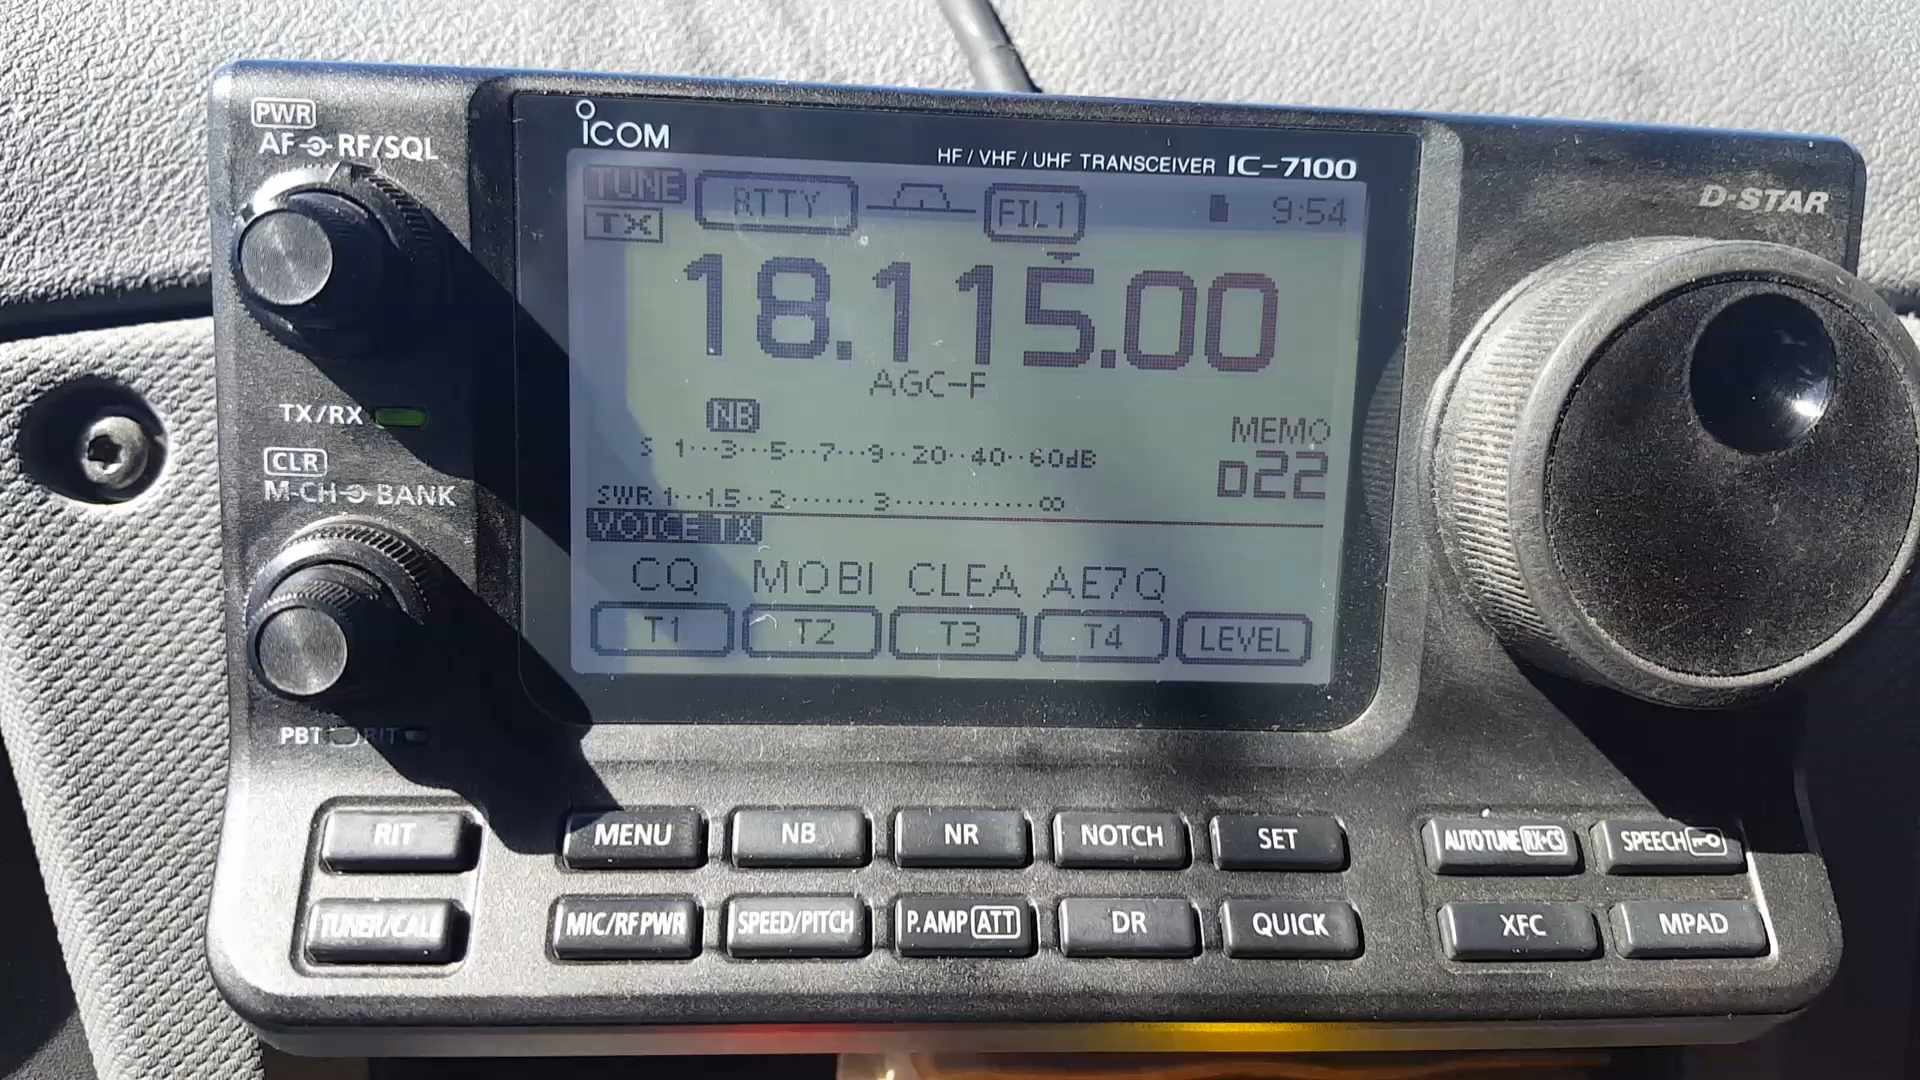 PWR
AF RF/SQL
ICOM
HF/VHF/UHF TRANSCEIVER IC-7100
D-STAR
TUNE RTTY FIL1 9:54
TX
18.115.00
AGC-F
TX/RX
NB
MEMO
S 1···3···5···7···9··20··40··60dB
022
CLR
M-CH BANK
SWR 1···1.5··2·······3···········∞
VOICE TX
CQ MOBI CLEA AE7Q
T1 T2 T3 T4 LEVEL
PBT RIT
RIT MENU NB NR NOTCH SET AUTOTUNE RX•CS SPEECH
TUNER/CALL MIC/RF PWR SPEED/PITCH P.AMP ATT DR QUICK XFC MPAD